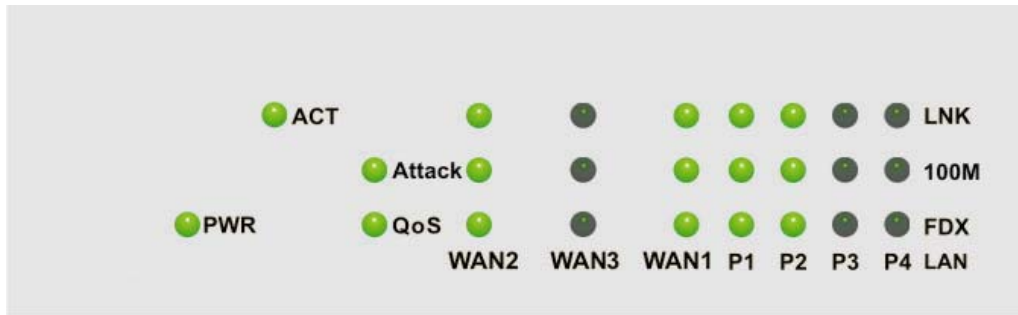 ACT LNK
Attack 100M
PWR QoS FDX
WAN2 WAN3 WAN1 P1 P2 P3 P4 LAN